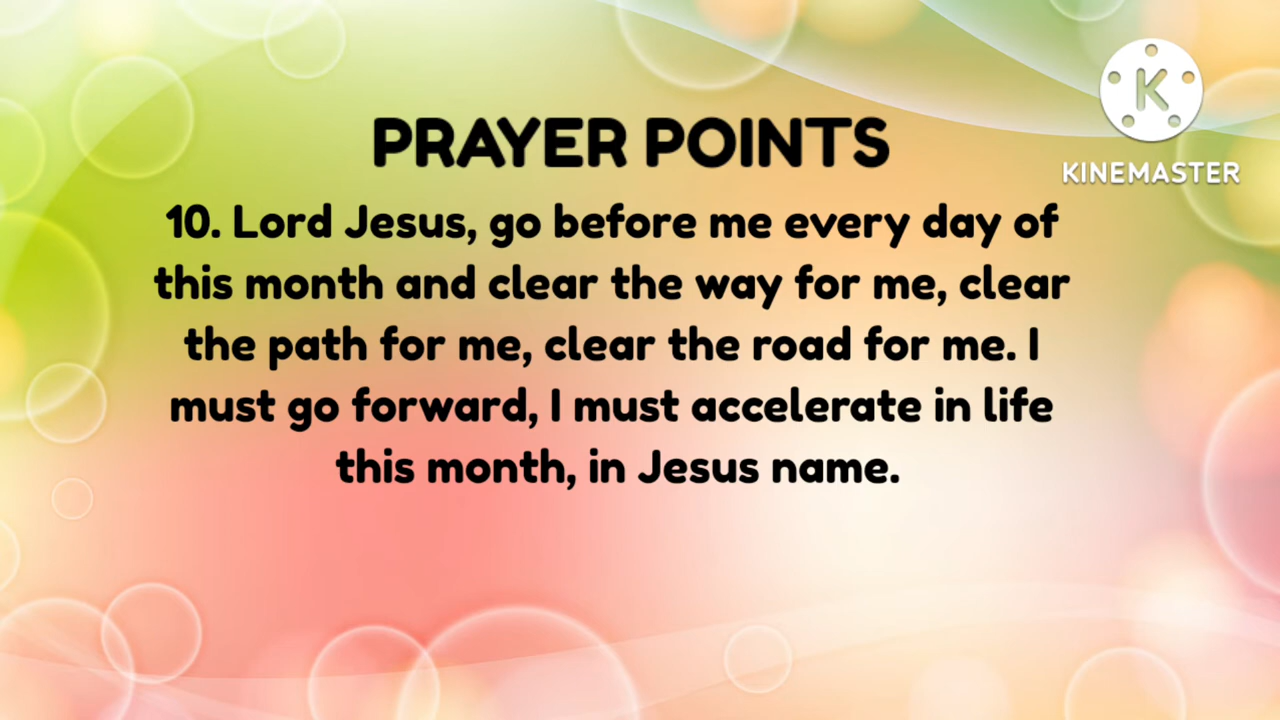 PRAYER POINTS
KINEMASTER
10. Lord Jesus, go before me every day of
this month and clear the way for me, clear
the path for me, clear the road for me. I
must go forward, I must accelerate in life
this month, in Jesus name.